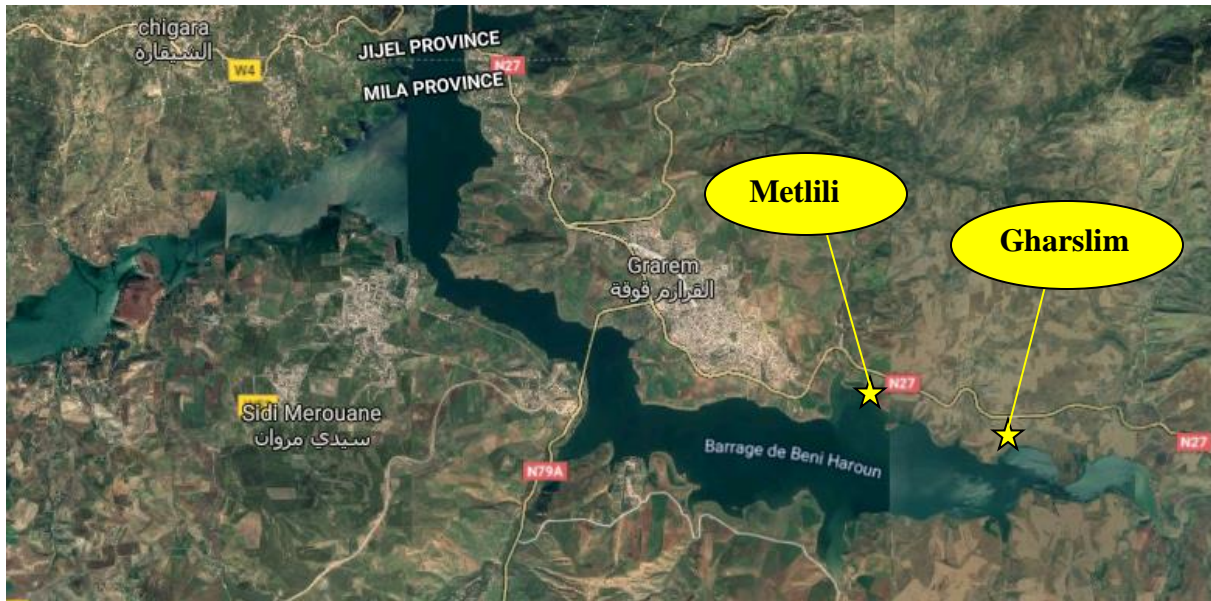 chigara
الشيقارة
JIJEL PROVINCE
W4
N27
MILA PROVINCE
Metlili
Gharslim
Grarem
القرارم قوقة
N27
Sidi Merouane
سيدي مروان
Barrage de Beni Haroun
N27
N79A